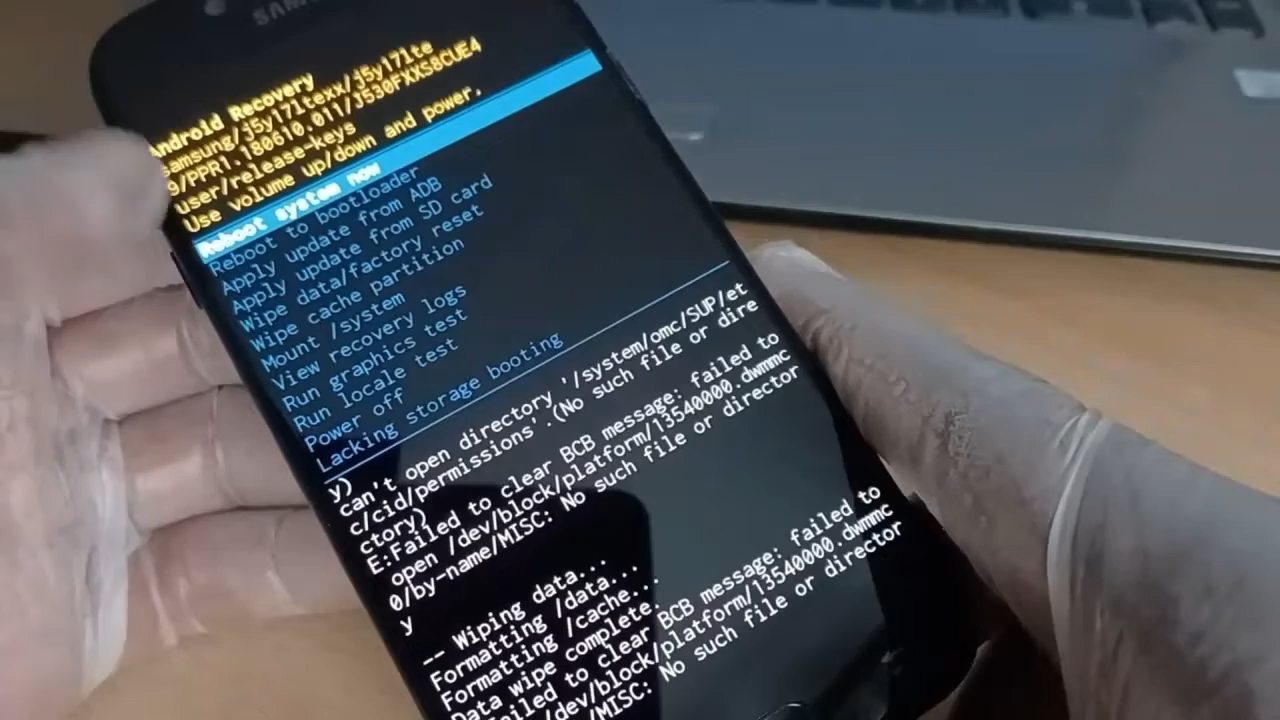 SAM
Android Recovery
samsung/j5y17ltexx/j5y17lte
9/PPR1.180610.011/J530FXXS8CUE4
user/release-keys
Use volume up/down and power.
Reboot system now
Reboot to bootloader
Apply update from ADB
Apply update from SD card
Wipe data/factory reset
Wipe cache partition
Mount /system
View recovery logs
Run graphics test
Run locale test
Power off
Lacking storage booting
y)
can't open directory '/system/omc/SUP/et
c/cid/permissions'.(No such file or dire
ctory)
E:Failed to clear BCB message: failed to
open /dev/block/platform/13540000.dwmmc
0/by-name/MISC: No such file or director
y
-- Wiping data...
Formatting /data...
Formatting /cache...
Data wipe complete.
ailed to clear BCB message: failed to
/dev/block/platform/13540000.dwmmc
/MISC: No such file or director